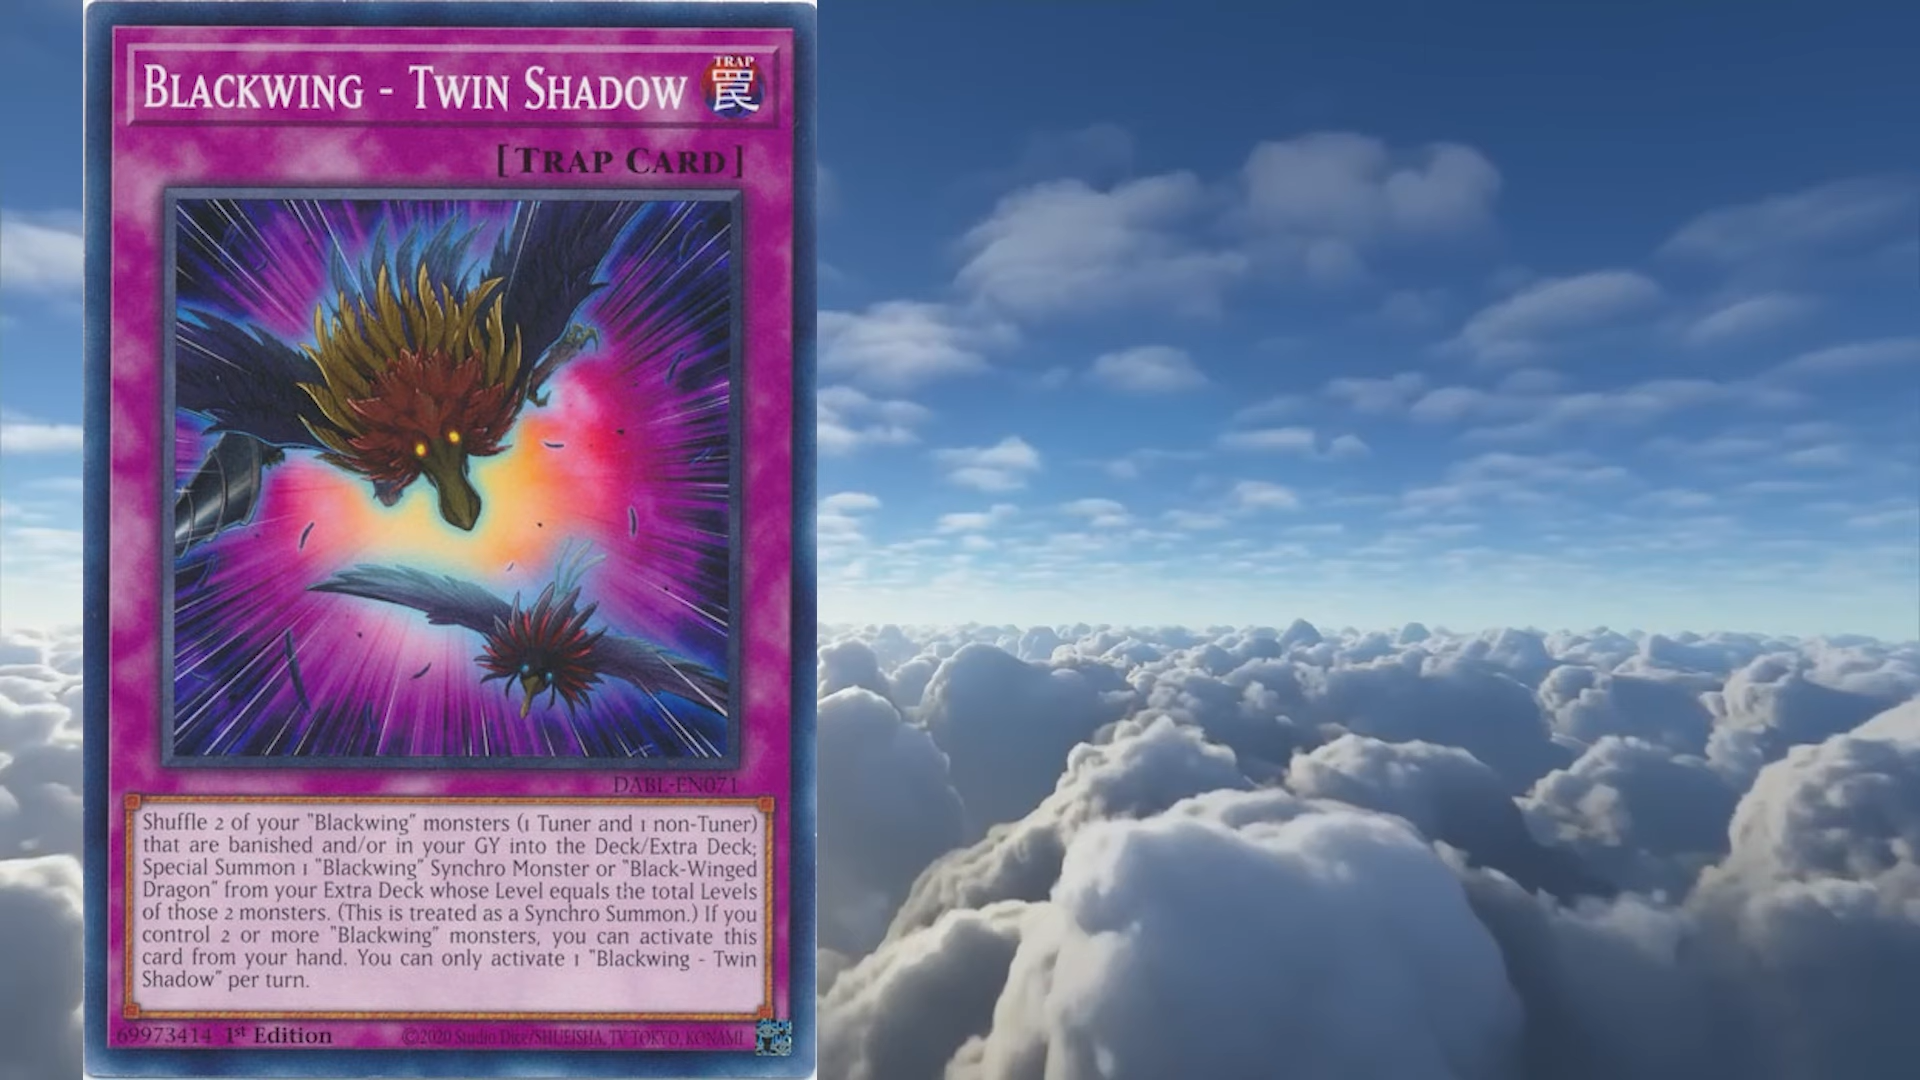 BLACKWING - TWIN SHADOW
TRAP
罠
[TRAP CARD]
DABL-EN071
Shuffle 2 of your "Blackwing" monsters (1 Tuner and 1 non-Tuner)
that are banished and/or in your GY into the Deck/Extra Deck;
Special Summon 1 "Blackwing" Synchro Monster or "Black-Winged
Dragon" from your Extra Deck whose Level equals the total Levels
of those 2 monsters. (This is treated as a Synchro Summon.) If you
control 2 or more "Blackwing" monsters, you can activate this
card from your hand. You can only activate 1 "Blackwing - Twin
Shadow" per turn.
69973414 1st Edition ©2020 Studio Dice/SHUEISHA, TV TOKYO, KONAMI